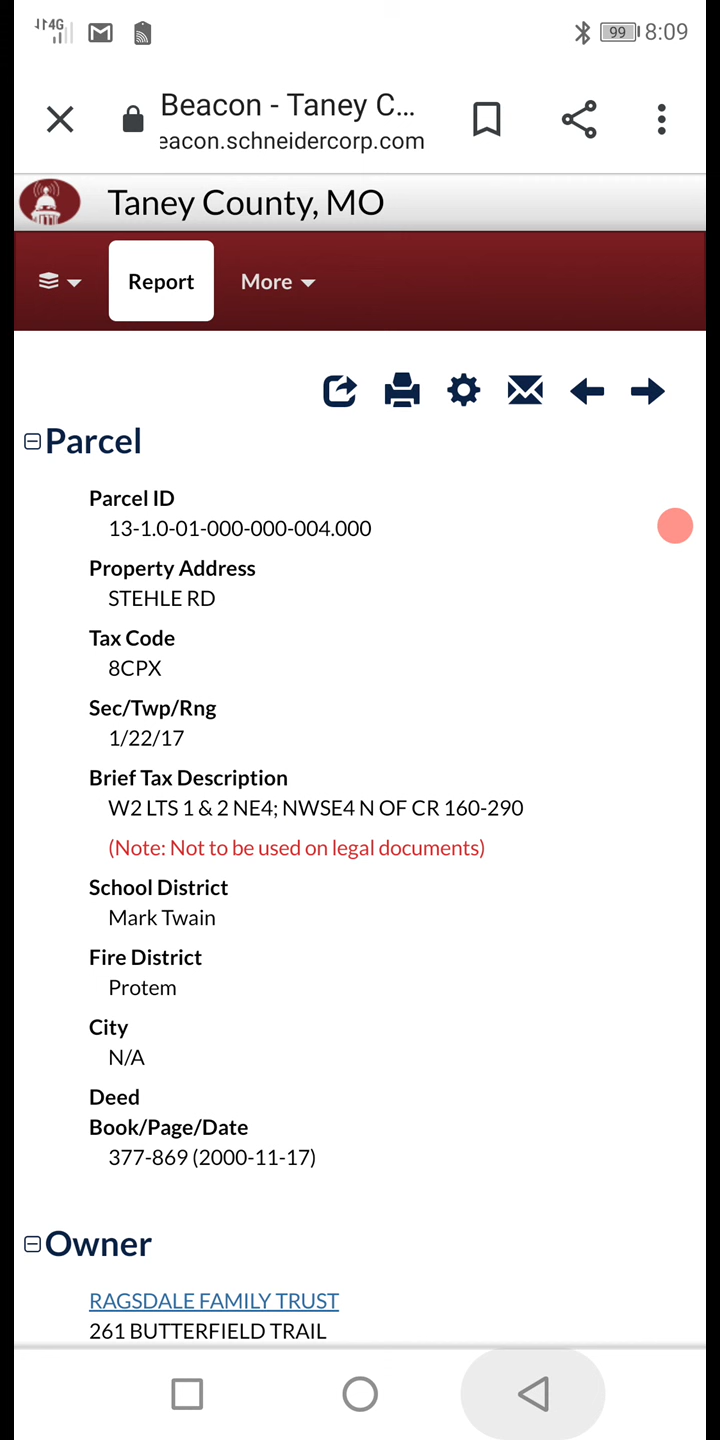 4G
99 8:09
Beacon - Taney C...
eacon.schneidercorp.com
Taney County, MO
Report More
Parcel
Parcel ID
13-1.0-01-000-000-004.000
Property Address
STEHLE RD
Tax Code
8CPX
Sec/Twp/Rng
1/22/17
Brief Tax Description
W2 LTS 1 & 2 NE4; NWSE4 N OF CR 160-290
(Note: Not to be used on legal documents)
School District
Mark Twain
Fire District
Protem
City
N/A
Deed
Book/Page/Date
377-869 (2000-11-17)
Owner
RAGSDALE FAMILY TRUST
261 BUTTERFIELD TRAIL